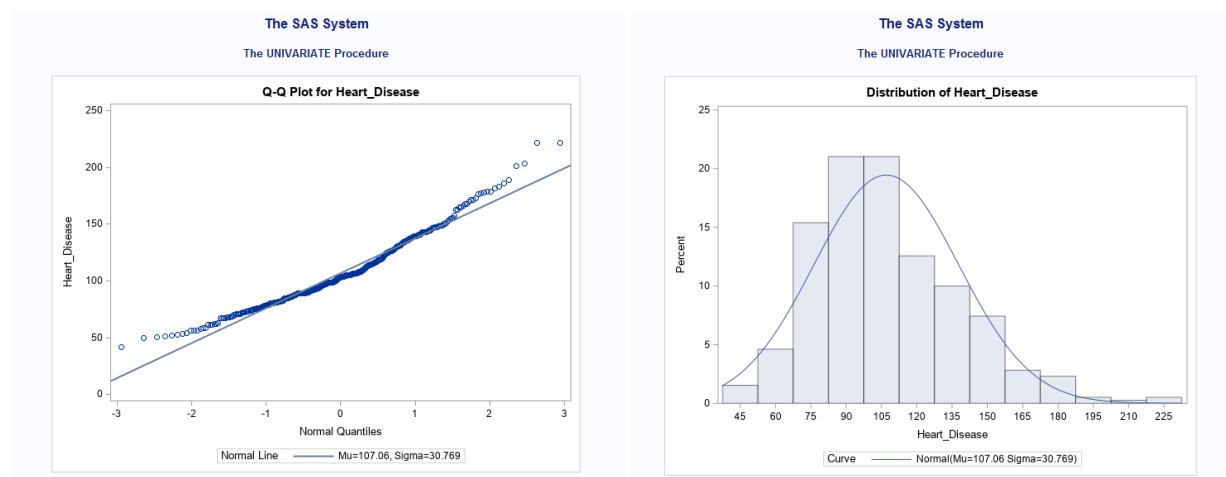 The SAS System
The UNIVARIATE Procedure
Q-Q Plot for Heart_Disease
250
200
150
100
50
0
Heart_Disease
-3 -2 -1 0 1 2 3
Normal Quantiles
Normal Line Mu=107.06, Sigma=30.769
The SAS System
The UNIVARIATE Procedure
Distribution of Heart_Disease
25
20
15
10
5
0
Percent
45 60 75 90 105 120 135 150 165 180 195 210 225
Heart_Disease
Curve Normal(Mu=107.06 Sigma=30.769)